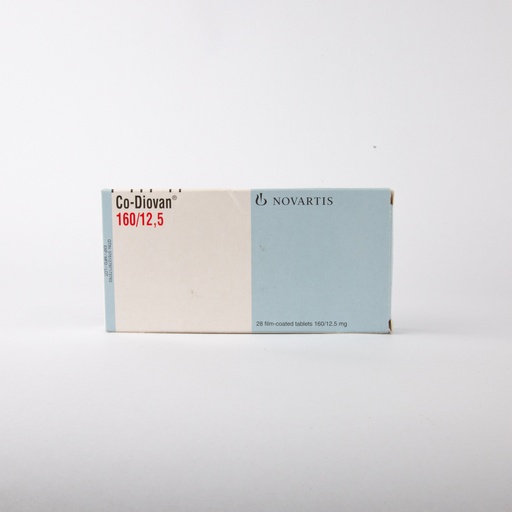 Co-Diovan®
160/12,5
NOVARTIS
28 film-coated tablets 160/12.5 mg